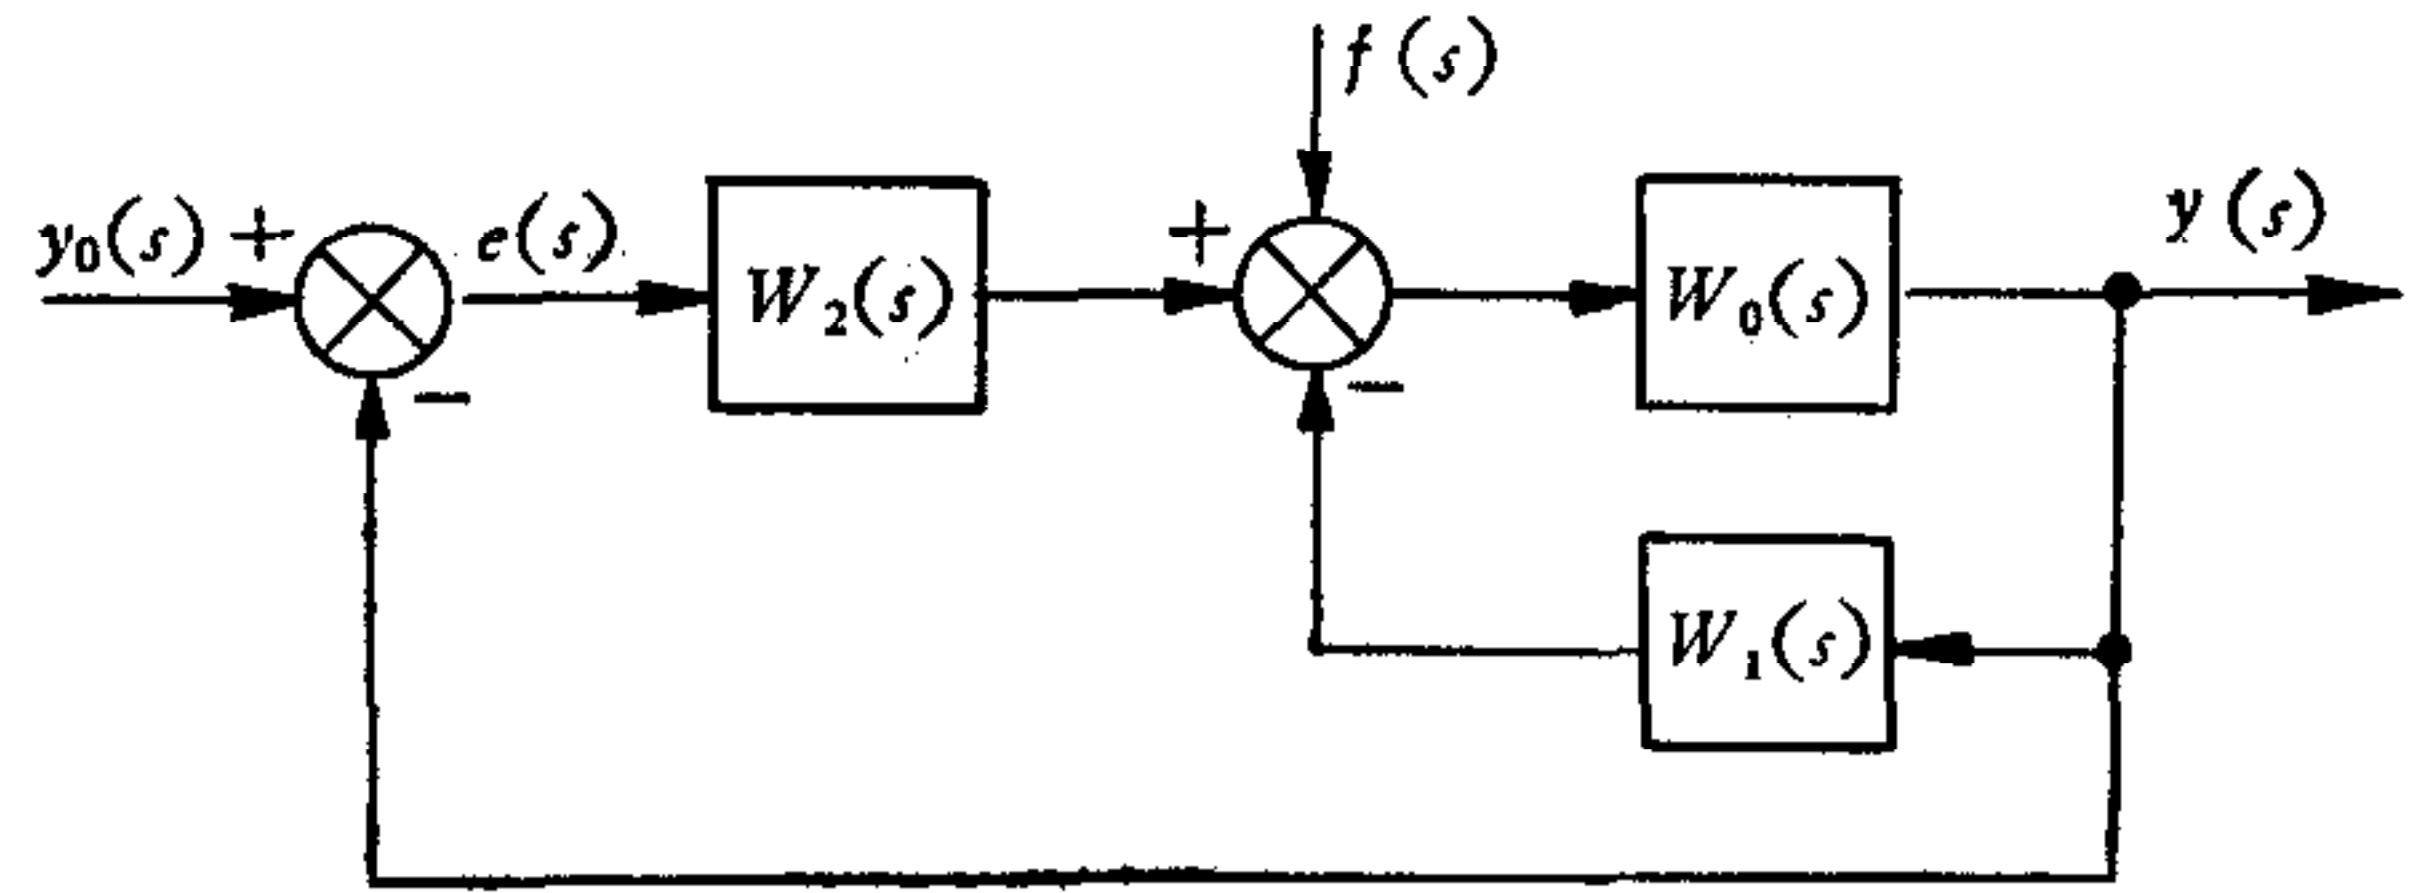 f (s)
y₀(s) + e(s) W₂(s) + W₀(s) y (s)
− −
W₁(s)